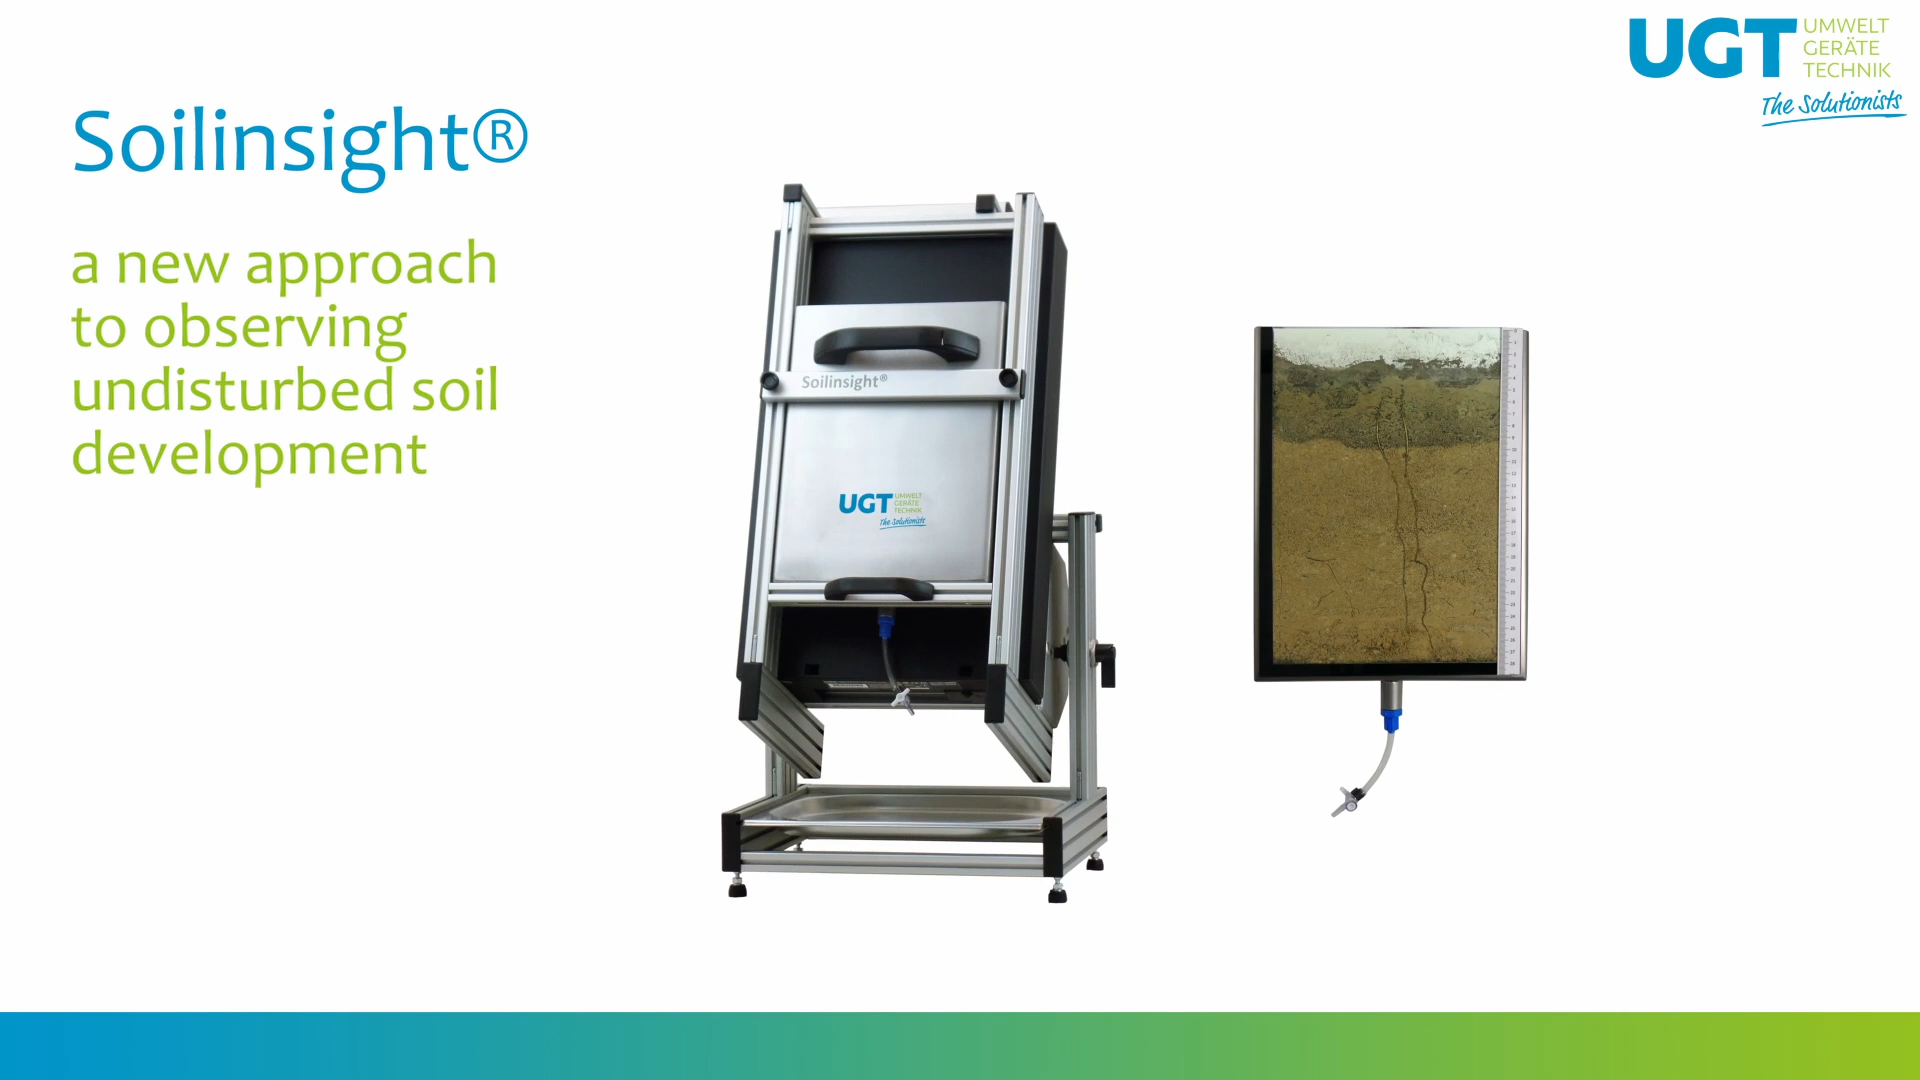 UGT UMWELT
GERÄTE
TECHNIK
The Solutionists
Soilinsight®
a new approach
to observing
undisturbed soil
development
Soilinsight®
UGT UMWELT
GERÄTE
TECHNIK
The Solutionists